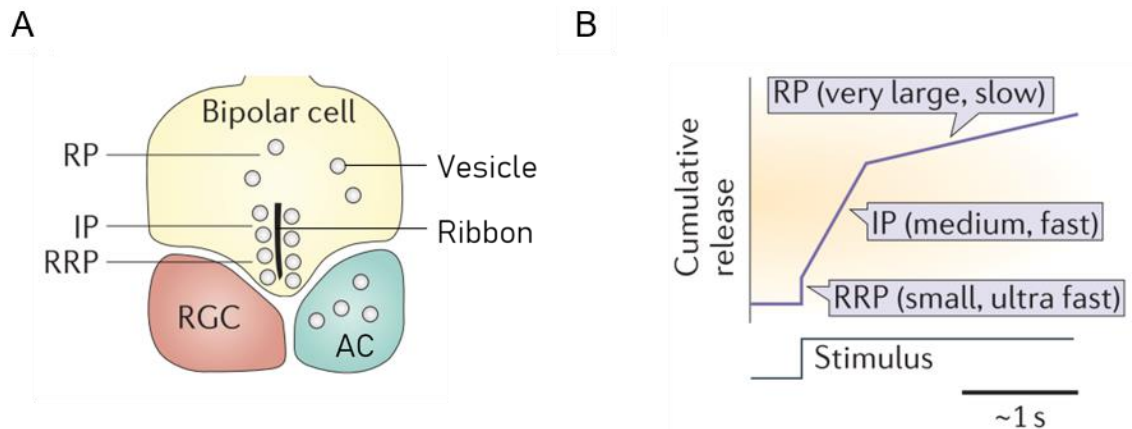 A
B
Bipolar cell
RP
IP
RRP
Vesicle
Ribbon
RGC
AC
Cumulative
release
RP (very large, slow)
IP (medium, fast)
RRP (small, ultra fast)
Stimulus
~1 s